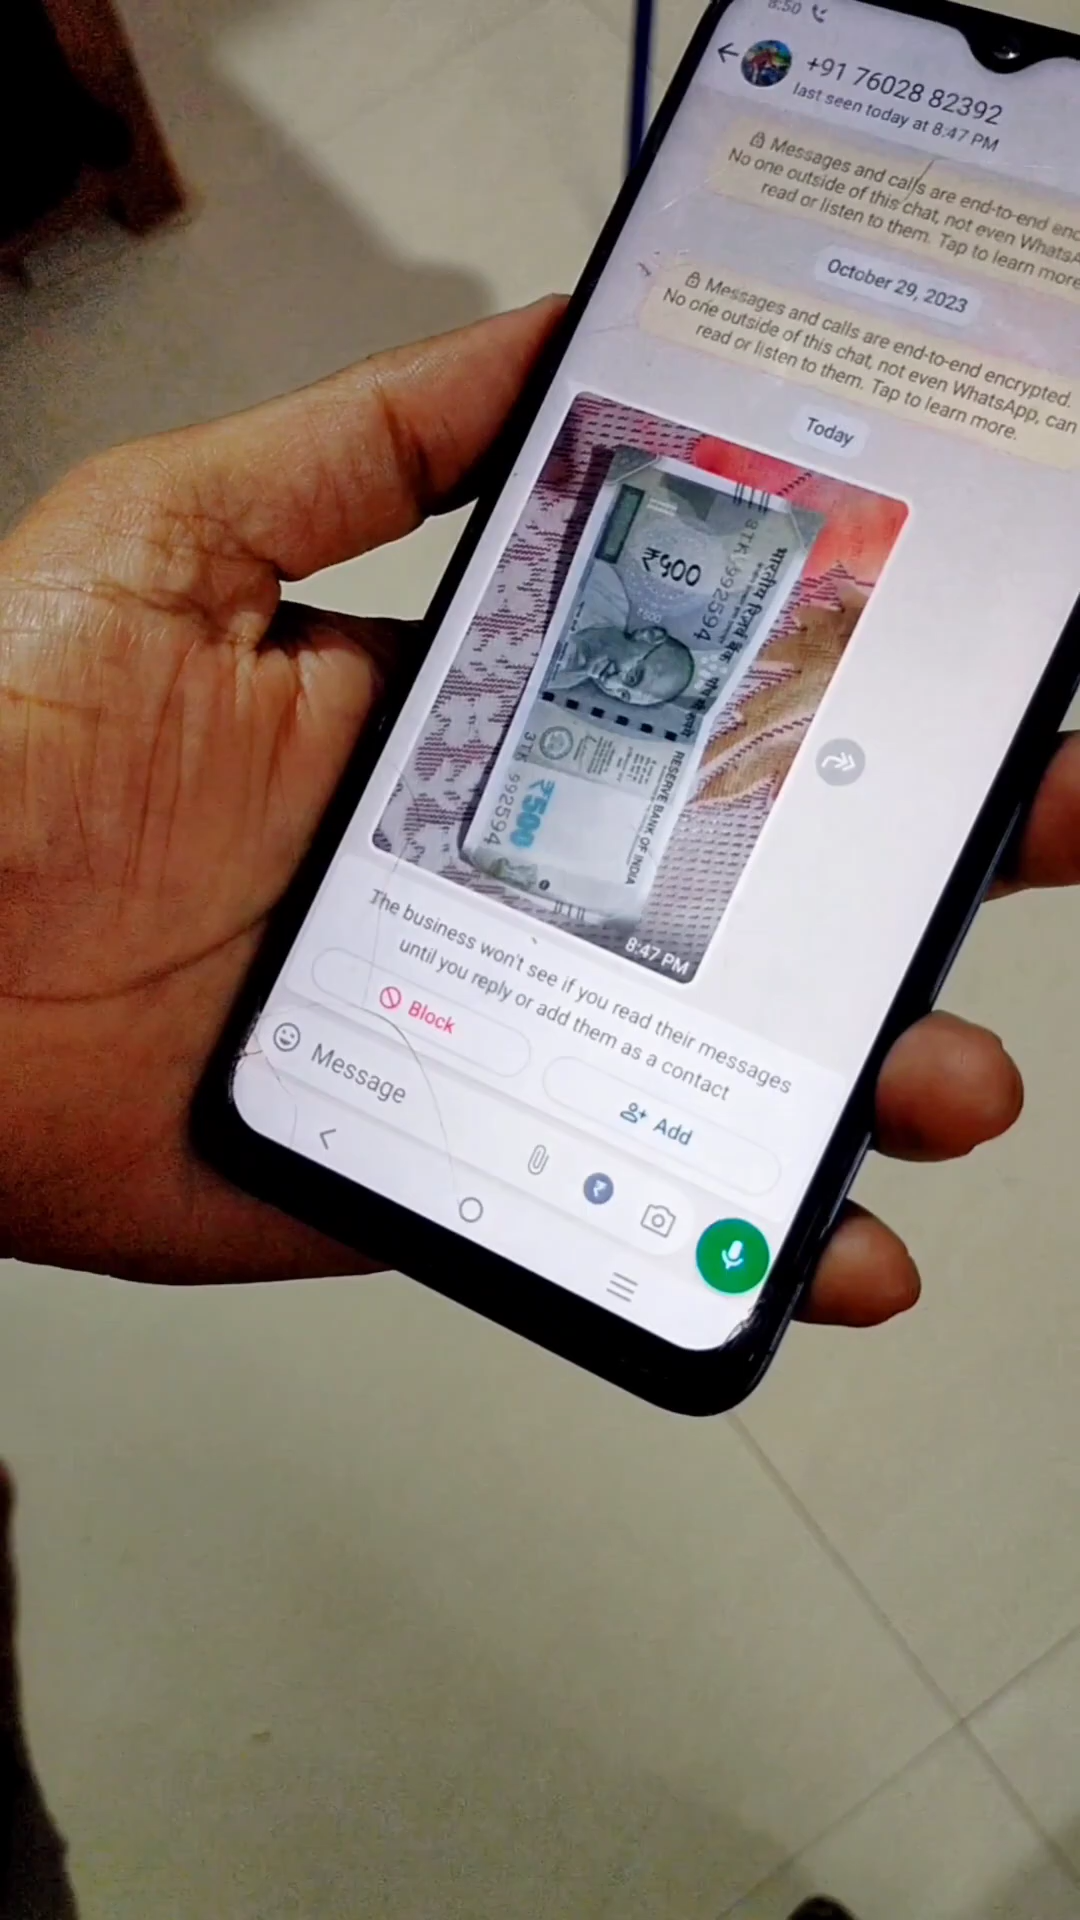 8:50
+91 76028 82392
last seen today at 8:47 PM
Messages and calls are end-to-end enc
No one outside of this chat, not even WhatsA
read or listen to them. Tap to learn more
October 29, 2023
Messages and calls are end-to-end encrypted.
No one outside of this chat, not even WhatsApp, can
read or listen to them. Tap to learn more.
Today
₹५००
भारतीय रिज़र्व बैंक
3TK 992594
RESERVE BANK OF INDIA
₹500
3TK 992594
8:47 PM
The business won't see if you read their messages
until you reply or add them as a contact
Block
Add
Message